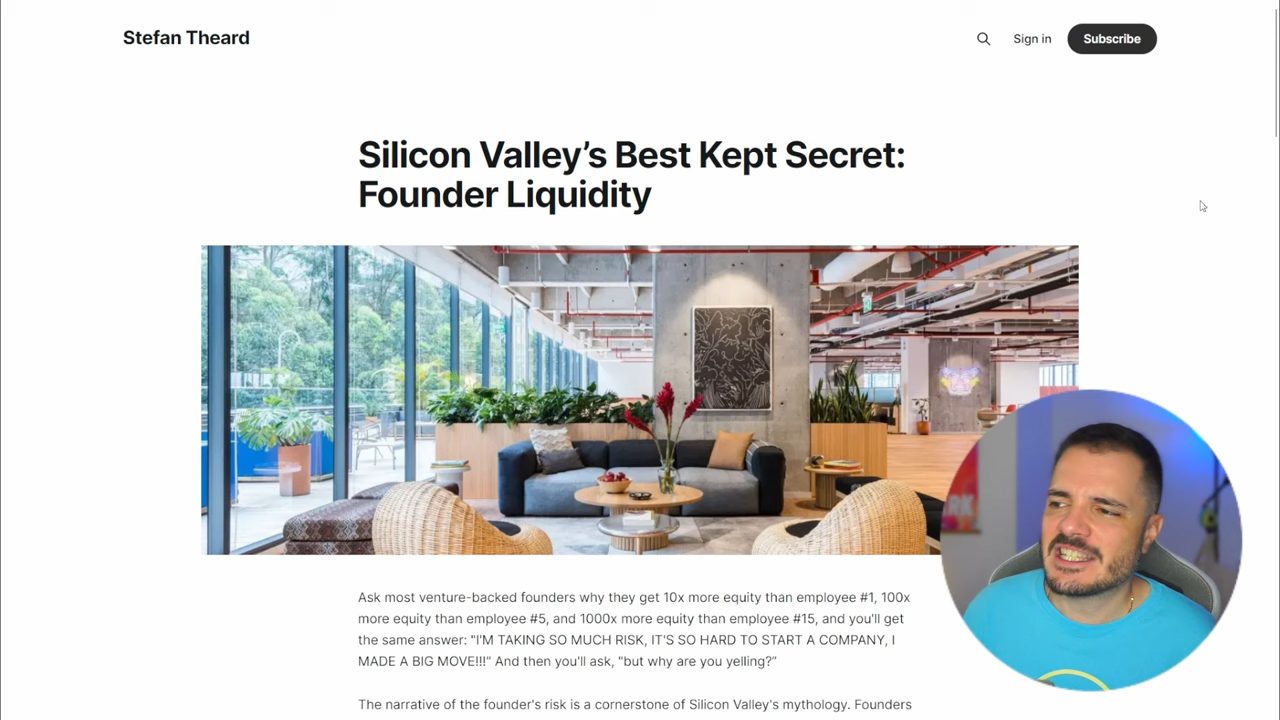 Stefan Theard
Sign in
Subscribe
Silicon Valley’s Best Kept Secret:
Founder Liquidity
Ask most venture-backed founders why they get 10x more equity than employee #1, 100x
more equity than employee #5, and 1000x more equity than employee #15, and you'll get
the same answer: "I'M TAKING SO MUCH RISK, IT'S SO HARD TO START A COMPANY, I
MADE A BIG MOVE!!!" And then you'll ask, "but why are you yelling?"
The narrative of the founder's risk is a cornerstone of Silicon Valley's mythology. Founders